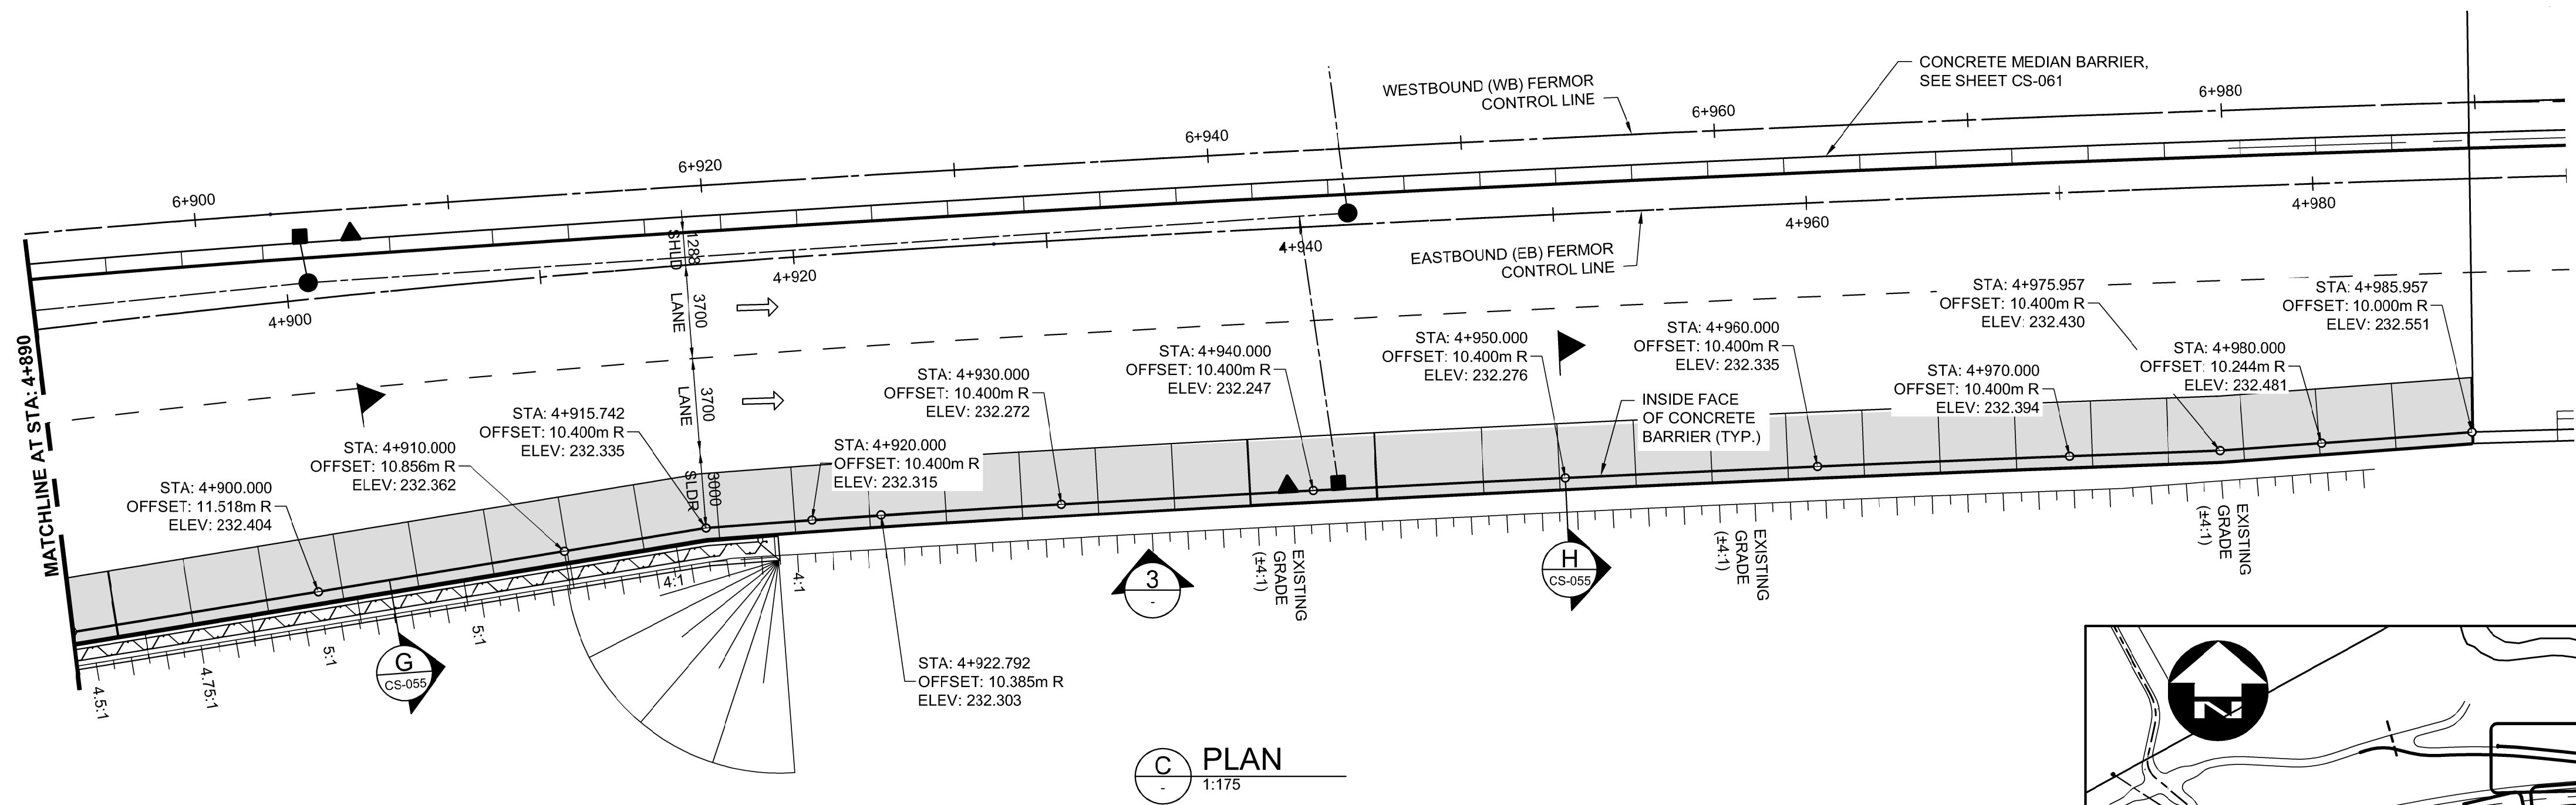 CONCRETE MEDIAN BARRIER,
SEE SHEET CS-061
WESTBOUND (WB) FERMOR
CONTROL LINE
6+900
6+920
6+940
6+960
6+980
4+900
4+920
4+940
4+960
4+980
EASTBOUND (EB) FERMOR
CONTROL LINE
MATCHLINE AT STA: 4+890
1288
SHLD
3700
LANE
3700
LANE
3000
SLDR
STA: 4+900.000
OFFSET: 11.518m R
ELEV: 232.404
STA: 4+910.000
OFFSET: 10.856m R
ELEV: 232.362
STA: 4+915.742
OFFSET: 10.400m R
ELEV: 232.335
STA: 4+920.000
OFFSET: 10.400m R
ELEV: 232.315
STA: 4+922.792
OFFSET: 10.385m R
ELEV: 232.303
STA: 4+930.000
OFFSET: 10.400m R
ELEV: 232.272
STA: 4+940.000
OFFSET: 10.400m R
ELEV: 232.247
STA: 4+950.000
OFFSET: 10.400m R
ELEV: 232.276
STA: 4+960.000
OFFSET: 10.400m R
ELEV: 232.335
STA: 4+970.000
OFFSET: 10.400m R
ELEV: 232.394
STA: 4+975.957
OFFSET: 10.400m R
ELEV: 232.430
STA: 4+980.000
OFFSET: 10.244m R
ELEV: 232.481
STA: 4+985.957
OFFSET: 10.000m R
ELEV: 232.551
INSIDE FACE
OF CONCRETE
BARRIER (TYP.)
4.5:1
4.75:1
5:1
5:1
4:1
4:1
EXISTING
GRADE
(±4:1)
EXISTING
GRADE
(±4:1)
EXISTING
GRADE
(±4:1)
G
CS-055
3
-
H
CS-055
C
-
PLAN
1:175
N